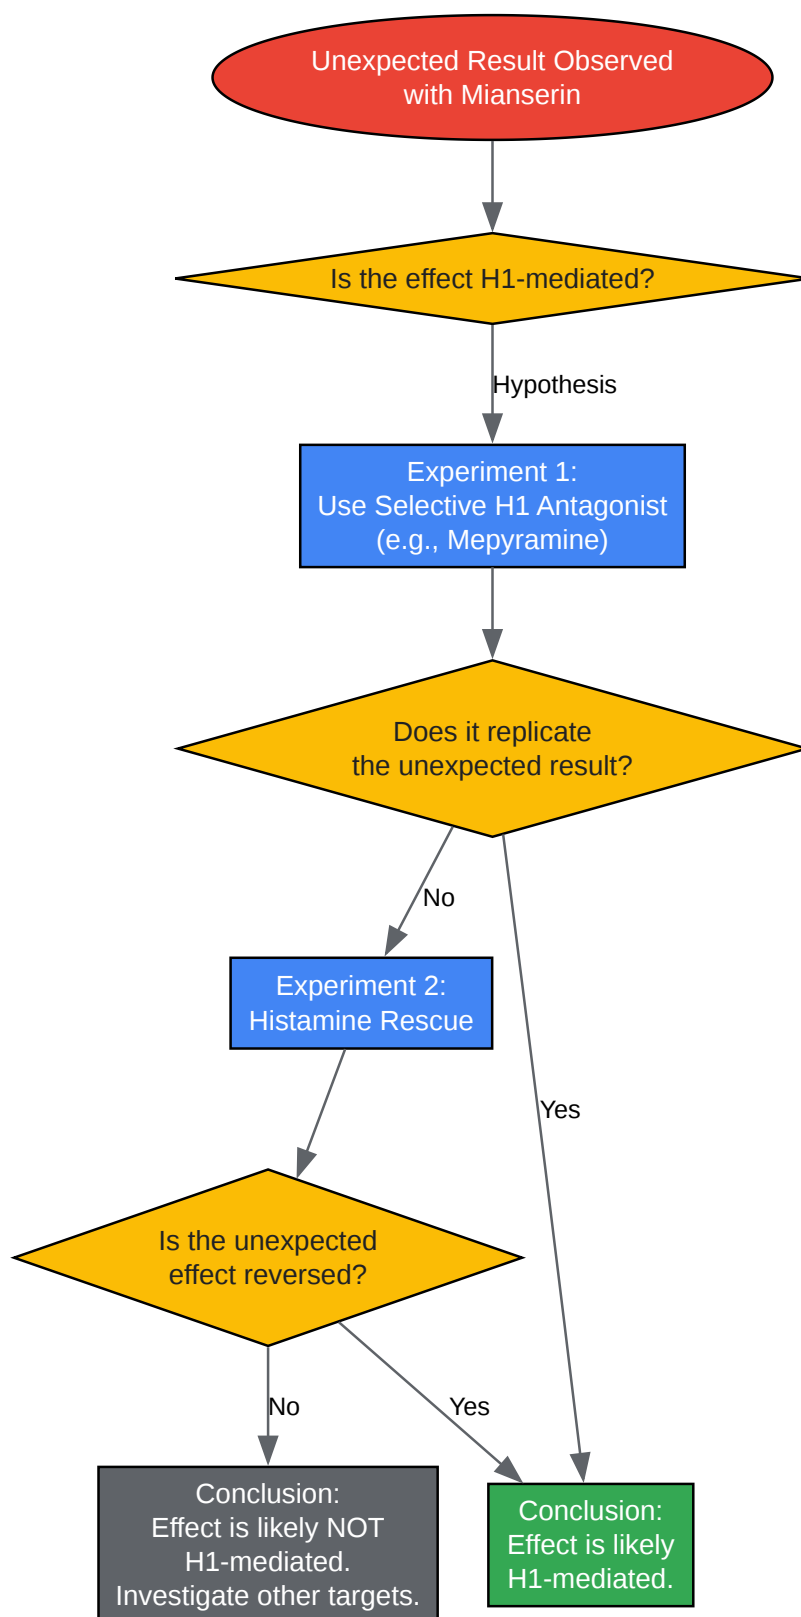 Unexpected Result Observed
with Mianserin
Is the effect H1-mediated?
Hypothesis
Experiment 1:
Use Selective H1 Antagonist
(e.g., Mepyramine)
Does it replicate
the unexpected result?
No
Experiment 2:
Histamine Rescue
Yes
Is the unexpected
effect reversed?
No
Yes
Conclusion:
Effect is likely NOT
H1-mediated.
Investigate other targets.
Conclusion:
Effect is likely
H1-mediated.